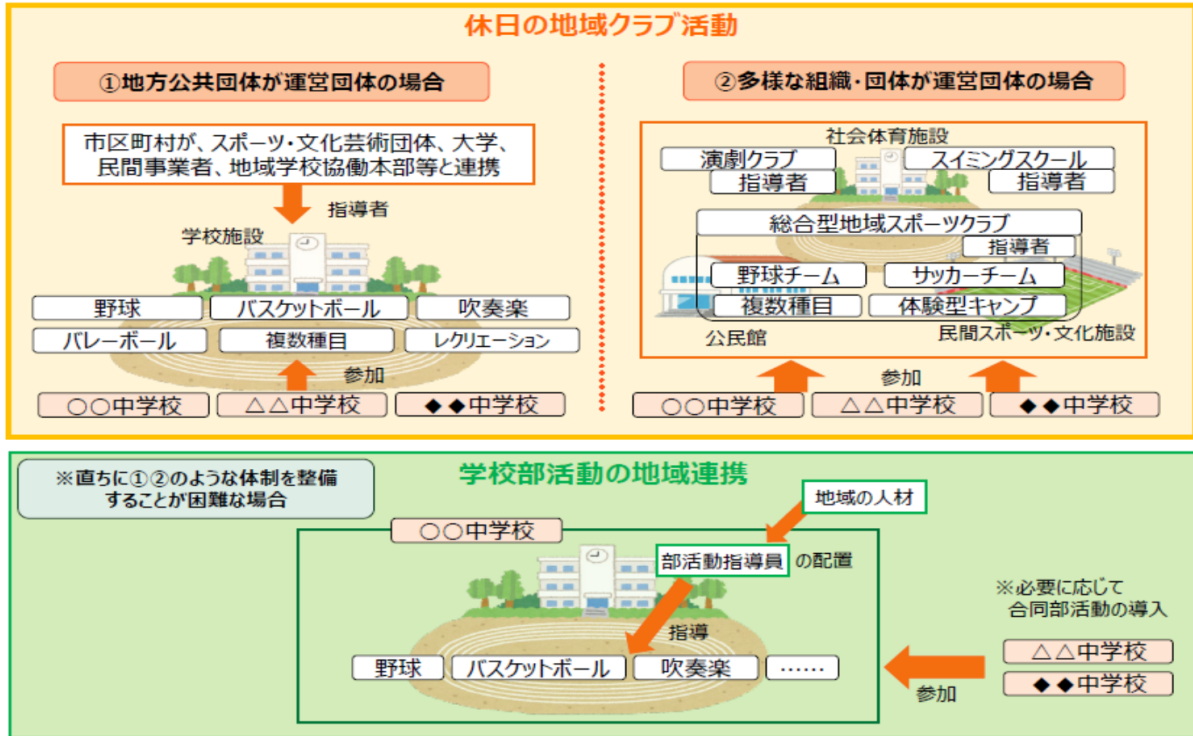 休日の地域クラブ活動
①地方公共団体が運営団体の場合
市区町村が、スポーツ・文化芸術団体、大学、
民間事業者、地域学校協働本部等と連携
指導者
学校施設
野球
バスケットボール
吹奏楽
バレーボール
複数種目
レクリエーション
参加
○○中学校
△△中学校
◆◆中学校
②多様な組織・団体が運営団体の場合
社会体育施設
演劇クラブ
スイミングスクール
指導者
指導者
総合型地域スポーツクラブ
指導者
野球チーム
サッカーチーム
複数種目
体験型キャンプ
公民館
民間スポーツ・文化施設
参加
○○中学校
△△中学校
◆◆中学校
学校部活動の地域連携
※直ちに①②のような体制を整備
することが困難な場合
地域の人材
○○中学校
部活動指導員 の配置
指導
野球
バスケットボール
吹奏楽
……
※必要に応じて
合同部活動の導入
△△中学校
◆◆中学校
参加